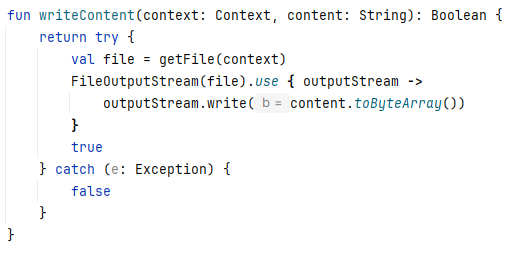 fun writeContent(context: Context, content: String): Boolean {
    return try {
        val file = getFile(context)
        FileOutputStream(file).use { outputStream ->
            outputStream.write( b = content.toByteArray())
        }
        true
    } catch (e: Exception) {
        false
    }
}